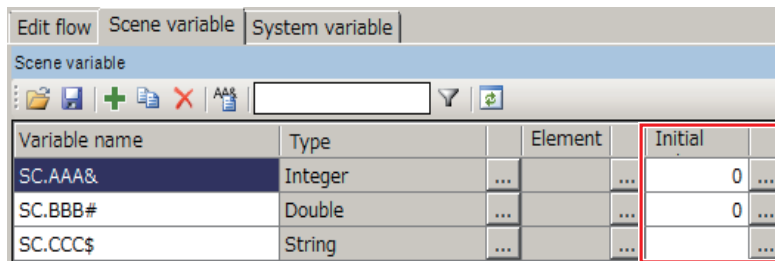 Edit flow Scene variable System variable
Scene variable
AA&
Variable name Type Element Initial
SC.AAA& Integer ... ... 0 ...
SC.BBB# Double ... ... 0 ...
SC.CCC$ String ... ... ...